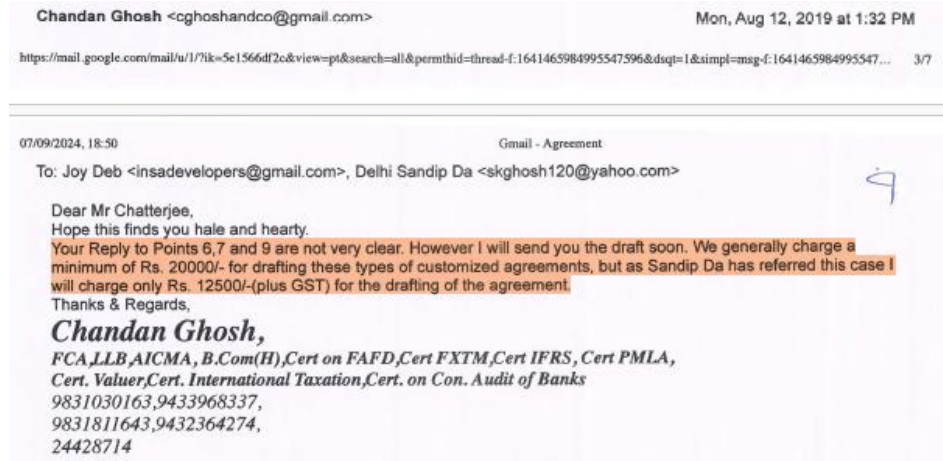 Chandan Ghosh <cghoshandco@gmail.com> Mon, Aug 12, 2019 at 1:32 PM
https://mail.google.com/mail/u/1/?ik=5e1566df2c&view=pt&search=all&permthid=thread-f:1641465984995547596&dsqt=1&simpl=msg-f:1641465984995547... 3/7
07/09/2024, 18:50 Gmail - Agreement
To: Joy Deb <insadevelopers@gmail.com>, Delhi Sandip Da <skghosh120@yahoo.com>
9
Dear Mr Chatterjee,
Hope this finds you hale and hearty.
Your Reply to Points 6,7 and 9 are not very clear. However I will send you the draft soon. We generally charge a
minimum of Rs. 20000/- for drafting these types of customized agreements, but as Sandip Da has referred this case I
will charge only Rs. 12500/-(plus GST) for the drafting of the agreement.
Thanks & Regards,
Chandan Ghosh,
FCA,LLB,AICMA, B.Com(H),Cert on FAFD,Cert FXTM,Cert IFRS, Cert PMLA,
Cert. Valuer,Cert. International Taxation,Cert. on Con. Audit of Banks
9831030163,9433968337,
9831811643,9432364274,
24428714